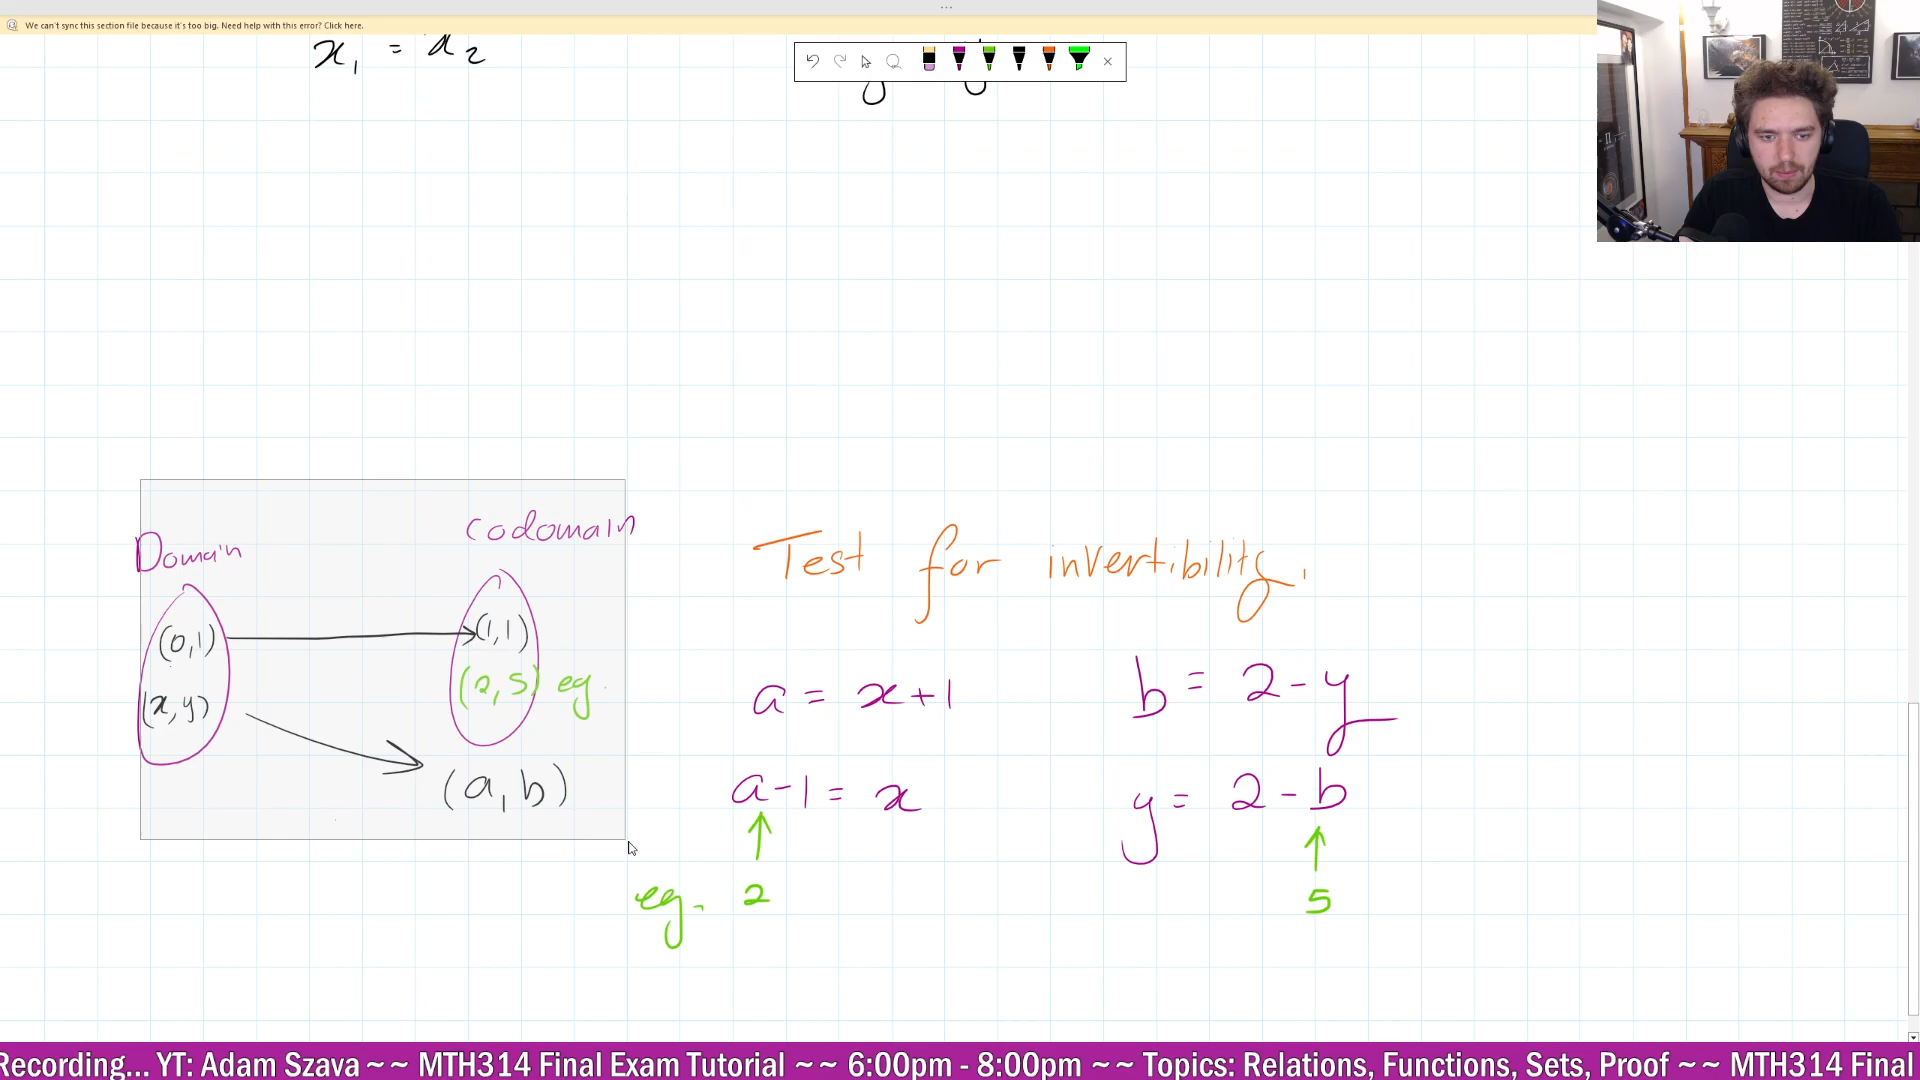 We can't sync this section file because it's too big. Need help with this error? Click here.
x₁ = x₂
Domain
codomain
(0,1)
(1,1)
(x,y)
(2,5) eg.
(a,b)
Test for invertibility.
a = x+1
b = 2-y
a-1 = x
y = 2-b
eg. 2
5
Recording... YT: Adam Szava ~~ MTH314 Final Exam Tutorial ~~ 6:00pm - 8:00pm ~~ Topics: Relations, Functions, Sets, Proof ~~ MTH314 Final